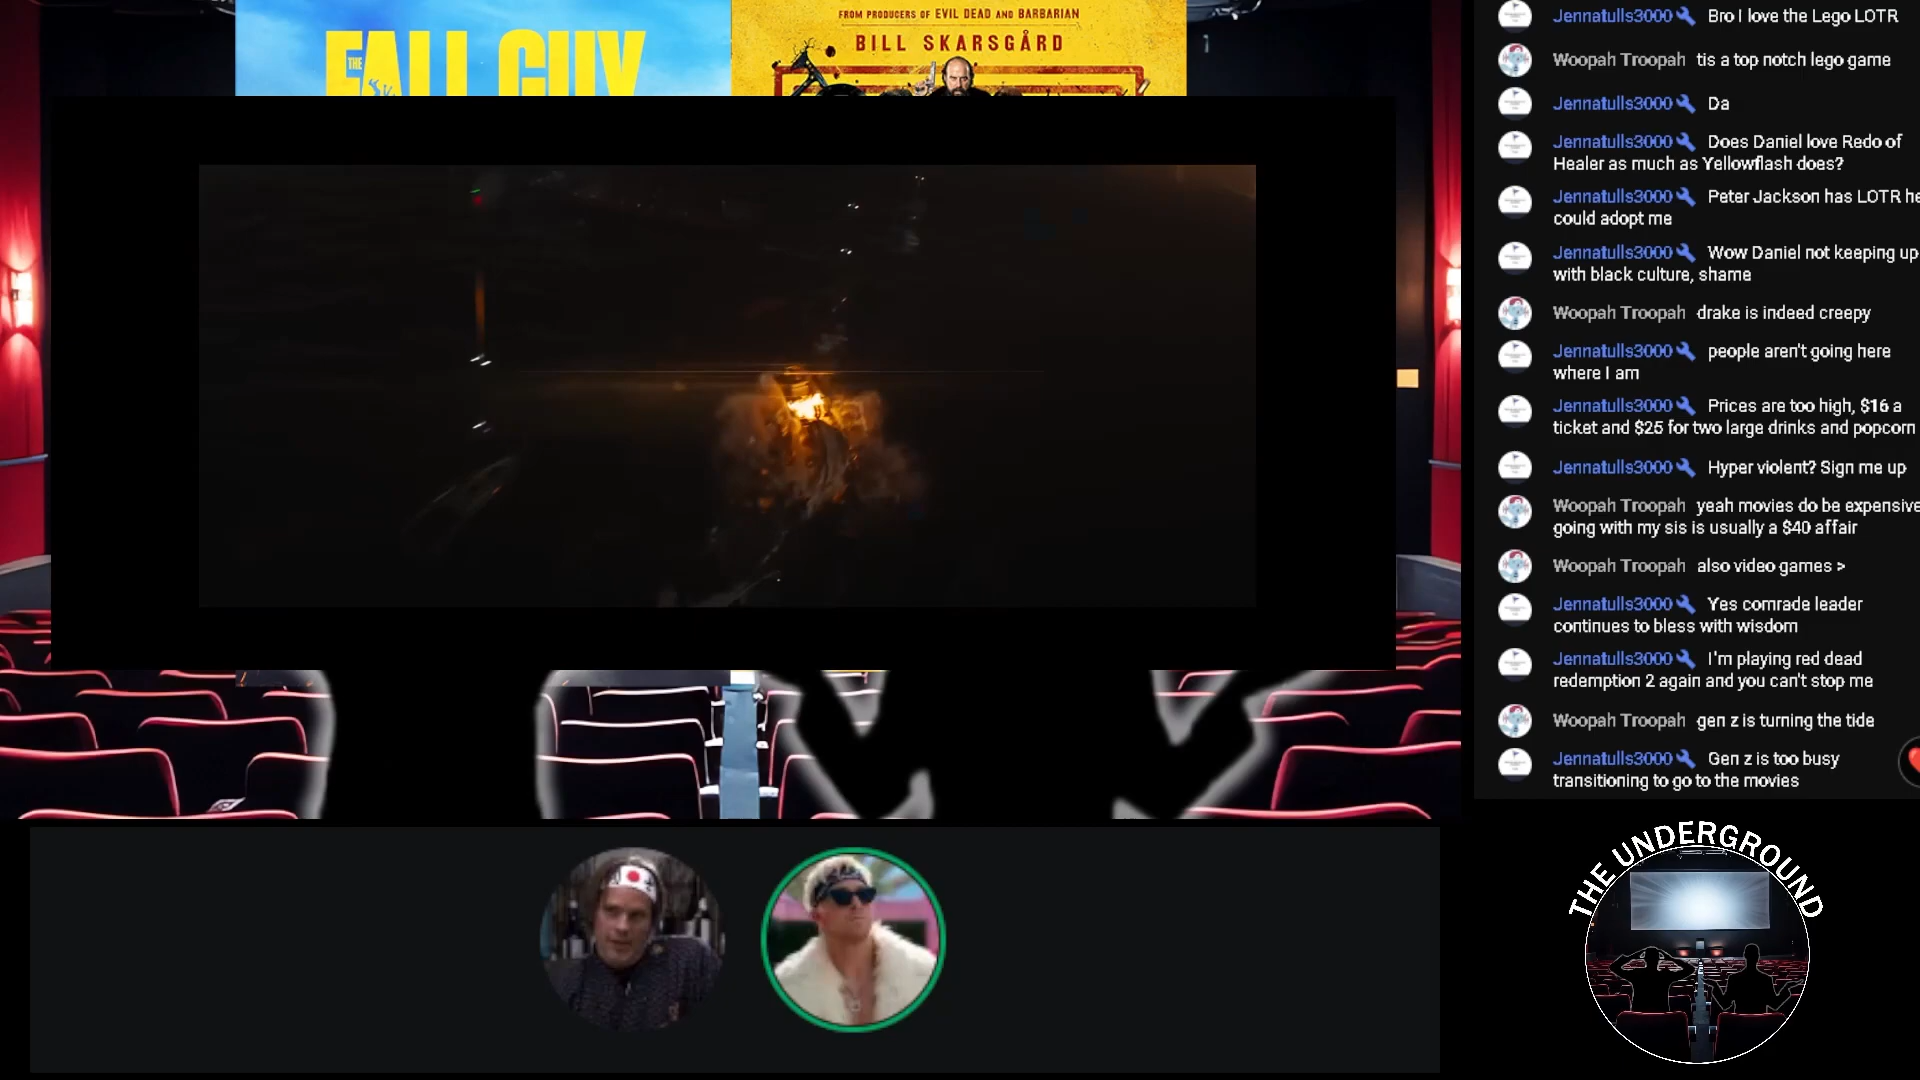 THE
FALL GUY
FROM PRODUCERS OF EVIL DEAD AND BARBARIAN
BILL SKARSGÅRD
Jennatulls3000 Bro I love the Lego LOTR
Woopah Troopah tis a top notch lego game
Jennatulls3000 Da
Jennatulls3000 Does Daniel love Redo of
Healer as much as Yellowflash does?
Jennatulls3000 Peter Jackson has LOTR he
could adopt me
Jennatulls3000 Wow Daniel not keeping up
with black culture, shame
Woopah Troopah drake is indeed creepy
Jennatulls3000 people aren't going here
where I am
Jennatulls3000 Prices are too high, $16 a
ticket and $25 for two large drinks and popcorn
Jennatulls3000 Hyper violent? Sign me up
Woopah Troopah yeah movies do be expensive
going with my sis is usually a $40 affair
Woopah Troopah also video games >
Jennatulls3000 Yes comrade leader
continues to bless with wisdom
Jennatulls3000 I'm playing red dead
redemption 2 again and you can't stop me
Woopah Troopah gen z is turning the tide
Jennatulls3000 Gen z is too busy
transitioning to go to the movies
THE UNDERGROUND